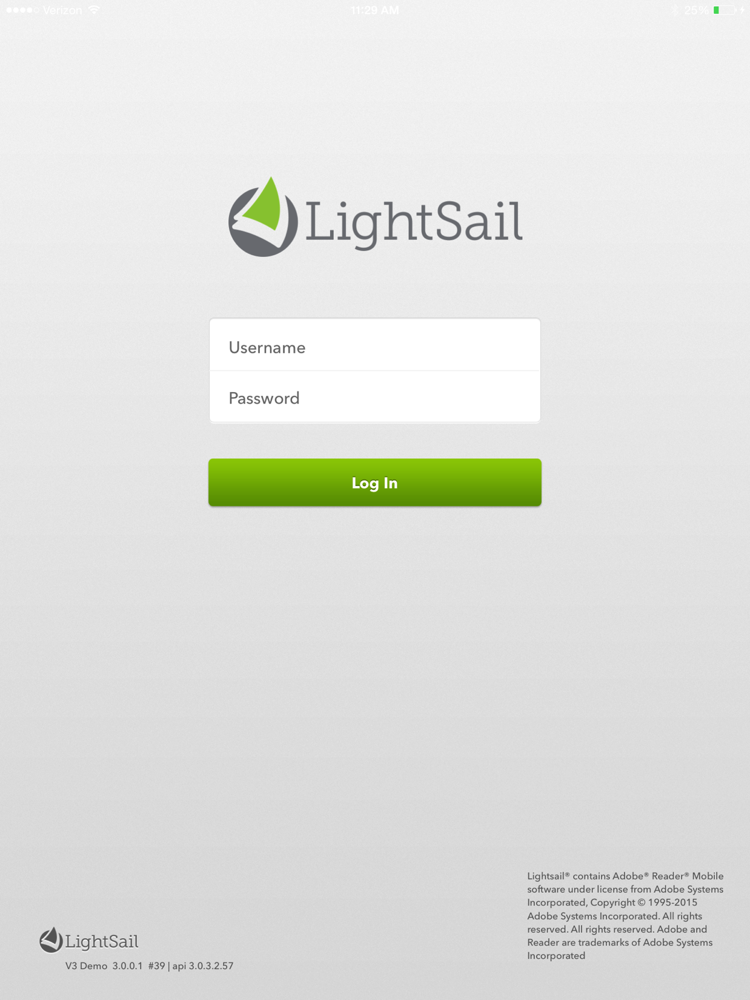 Verizon 11:29 AM 25%
LightSail
Username
Password
Log In
Lightsail® contains Adobe® Reader® Mobile
software under license from Adobe Systems
Incorporated, Copyright © 1995-2015
Adobe Systems Incorporated. All rights
reserved. All rights reserved. Adobe and
Reader are trademarks of Adobe Systems
Incorporated
LightSail
V3 Demo 3.0.0.1 #39 | api 3.0.3.2.57